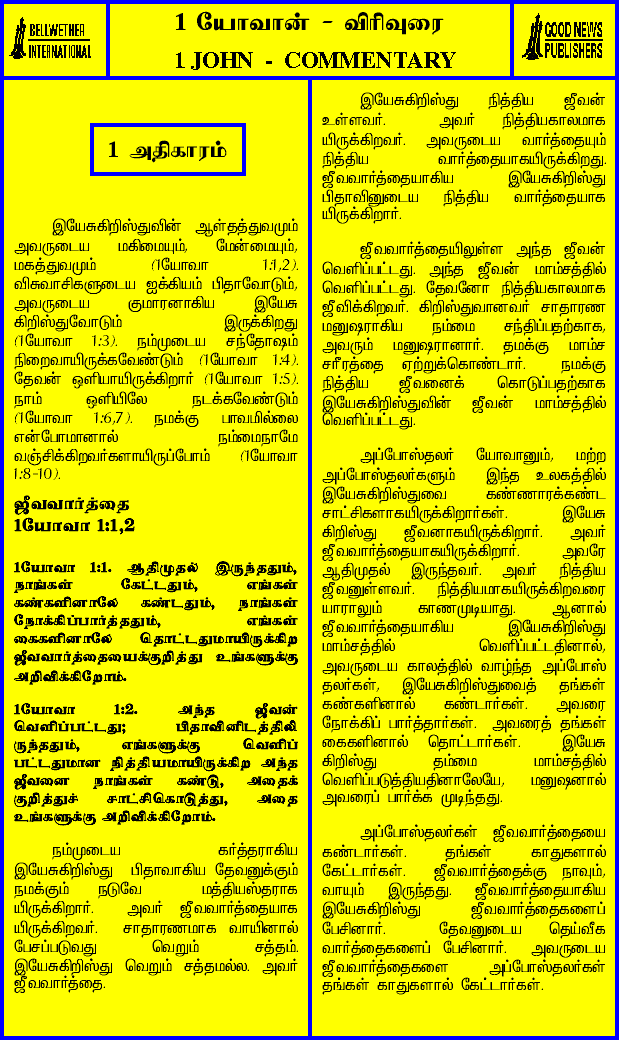 BELLWETHER
INTERNATIONAL
1 யோவான் - விரிவுரை
1 JOHN - COMMENTARY
GOOD NEWS
PUBLISHERS
1 அதிகாரம்
இயேசுகிறிஸ்துவின் ஆள்தத்துவமும்
அவருடைய மகிமையும், மேன்மையும்,
மகத்துவமும் (1யோவா 1:1,2).
விசுவாசிகளுடைய ஐக்கியம் பிதாவோடும்,
அவருடைய குமாரனாகிய இயேசு
கிறிஸ்துவோடும் இருக்கிறது
(1யோவா 1:3). நம்முடைய சந்தோஷம்
நிறைவாயிருக்கவேண்டும் (1யோவா 1:4).
தேவன் ஒளியாயிருக்கிறார் (1யோவா 1:5).
நாம் ஒளியிலே நடக்கவேண்டும்
(1யோவா 1:6,7). நமக்கு பாவமில்லை
என்போமானால் நம்மைநாமே
வஞ்சிக்கிறவர்களாயிருப்போம் (1யோவா
1:8-10).
ஜீவவார்த்தை
1யோவா 1:1,2
1யோவா 1:1. ஆதிமுதல் இருந்ததும்,
நாங்கள் கேட்டதும், எங்கள்
கண்களினாலே கண்டதும், நாங்கள்
நோக்கிப்பார்த்ததும், எங்கள்
கைகளினாலே தொட்டதுமாயிருக்கிற
ஜீவவார்த்தையைக்குறித்து உங்களுக்கு
அறிவிக்கிறோம்.
1யோவா 1:2. அந்த ஜீவன்
வெளிப்பட்டது; பிதாவினிடத்திலி
ருந்ததும், எங்களுக்கு வெளிப்
பட்டதுமான நித்தியமாயிருக்கிற அந்த
ஜீவனை நாங்கள் கண்டு, அதைக்
குறித்துச் சாட்சிகொடுத்து, அதை
உங்களுக்கு அறிவிக்கிறோம்.
நம்முடைய கர்த்தராகிய
இயேசுகிறிஸ்து பிதாவாகிய தேவனுக்கும்
நமக்கும் நடுவே மத்தியஸ்தராக
யிருக்கிறார். அவர் ஜீவவார்த்தையாக
யிருக்கிறவர். சாதாரணமாக வாயினால்
பேசப்படுவது வெறும் சத்தம்.
இயேசுகிறிஸ்து வெறும் சத்தமல்ல. அவர்
ஜீவவார்த்தை.
இயேசுகிறிஸ்து நித்திய ஜீவன்
உள்ளவர். அவர் நித்தியகாலமாக
யிருக்கிறவர். அவருடைய வார்த்தையும்
நித்திய வார்த்தையாகயிருக்கிறது.
ஜீவவார்த்தையாகிய இயேசுகிறிஸ்து
பிதாவினுடைய நித்திய வார்த்தையாக
யிருக்கிறார்.
ஜீவவார்த்தையிலுள்ள அந்த ஜீவன்
வெளிப்பட்டது. அந்த ஜீவன் மாம்சத்தில்
வெளிப்பட்டது. தேவனோ நித்தியகாலமாக
ஜீவிக்கிறவர். கிறிஸ்துவானவர் சாதாரண
மனுஷராகிய நம்மை சந்திப்பதற்காக,
அவரும் மனுஷரானார். தமக்கு மாம்ச
சரீரத்தை ஏற்றுக்கொண்டார். நமக்கு
நித்திய ஜீவனைக் கொடுப்பதற்காக
இயேசுகிறிஸ்துவின் ஜீவன் மாம்சத்தில்
வெளிப்பட்டது.
அப்போஸ்தலர் யோவானும், மற்ற
அப்போஸ்தலர்களும் இந்த உலகத்தில்
இயேசுகிறிஸ்துவை கண்ணாரக்கண்ட
சாட்சிகளாகயிருக்கிறார்கள். இயேசு
கிறிஸ்து ஜீவனாகயிருக்கிறார். அவர்
ஜீவவார்த்தையாகயிருக்கிறார். அவரே
ஆதிமுதல் இருந்தவர். அவர் நித்திய
ஜீவனுள்ளவர். நித்தியமாகயிருக்கிறவரை
யாராலும் காணமுடியாது. ஆனால்
ஜீவவார்த்தையாகிய இயேசுகிறிஸ்து
மாம்சத்தில் வெளிப்பட்டதினால்,
அவருடைய காலத்தில் வாழ்ந்த அப்போஸ்
தலர்கள், இயேசுகிறிஸ்துவைத் தங்கள்
கண்களினால் கண்டார்கள். அவரை
நோக்கிப் பார்த்தார்கள். அவரைத் தங்கள்
கைகளினால் தொட்டார்கள். இயேசு
கிறிஸ்து தம்மை மாம்சத்தில்
வெளிப்படுத்தியதினாலேயே, மனுஷனால்
அவரைப் பார்க்க முடிந்தது.
அப்போஸ்தலர்கள் ஜீவவார்த்தையை
கண்டார்கள். தங்கள் காதுகளால்
கேட்டார்கள். ஜீவவார்த்தைக்கு நாவும்,
வாயும் இருந்தது. ஜீவவார்த்தையாகிய
இயேசுகிறிஸ்து ஜீவவார்த்தைகளைப்
பேசினார். தேவனுடைய தெய்வீக
வார்த்தைகளைப் பேசினார். அவருடைய
ஜீவவார்த்தைகளை அப்போஸ்தலர்கள்
தங்கள் காதுகளால் கேட்டார்கள்.